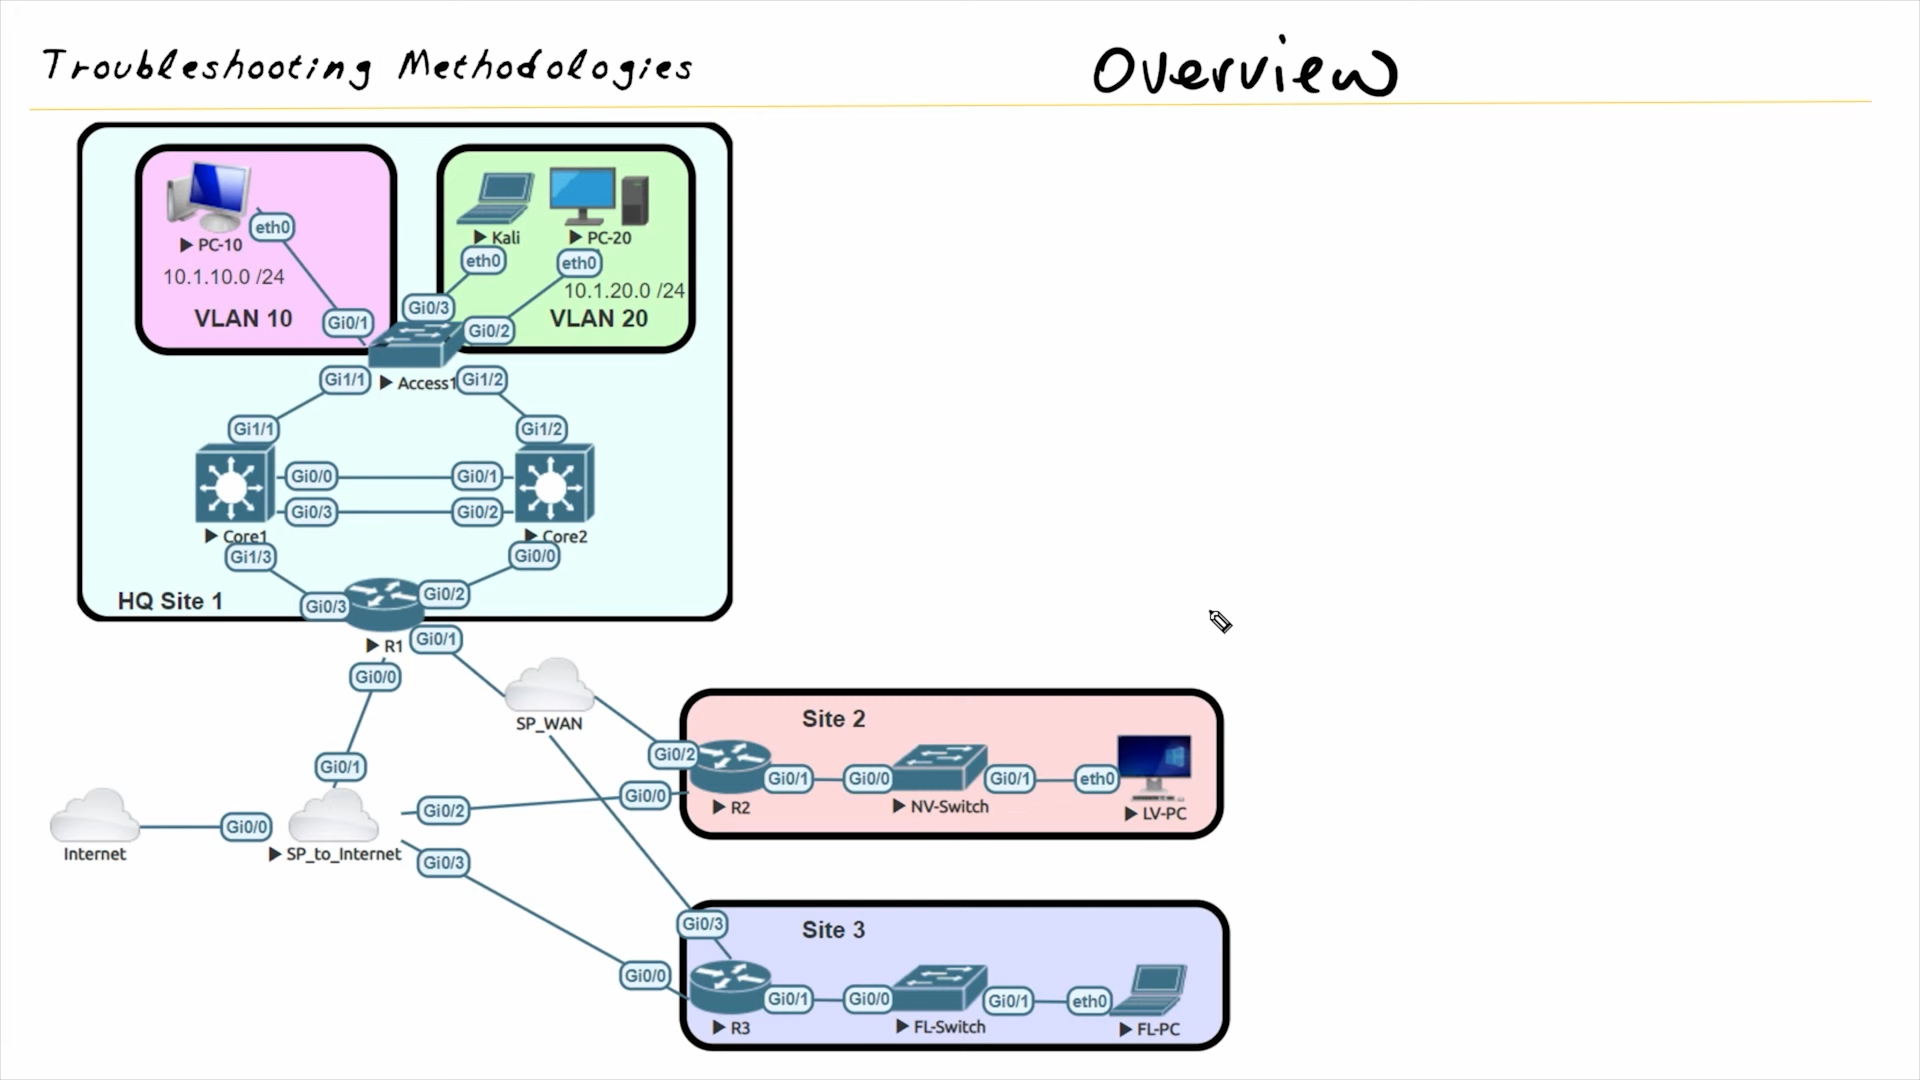 Troubleshooting Methodologies
Overview
PC-10
eth0
10.1.10.0 /24
VLAN 10
Gi0/1
Kali
eth0
PC-20
eth0
10.1.20.0 /24
VLAN 20
Gi0/3
Gi0/2
Gi1/1
Access1
Gi1/2
Gi1/1
Gi1/2
Gi0/0
Gi0/1
Gi0/3
Gi0/2
Core1
Core2
Gi1/3
Gi0/0
HQ Site 1
Gi0/3
Gi0/2
R1
Gi0/1
Gi0/0
SP_WAN
Gi0/1
Internet
Gi0/0
SP_to_Internet
Gi0/2
Gi0/3
Site 2
Gi0/2
Gi0/0
R2
Gi0/1
Gi0/0
NV-Switch
Gi0/1
eth0
LV-PC
Site 3
Gi0/3
Gi0/0
R3
Gi0/1
Gi0/0
FL-Switch
Gi0/1
eth0
FL-PC